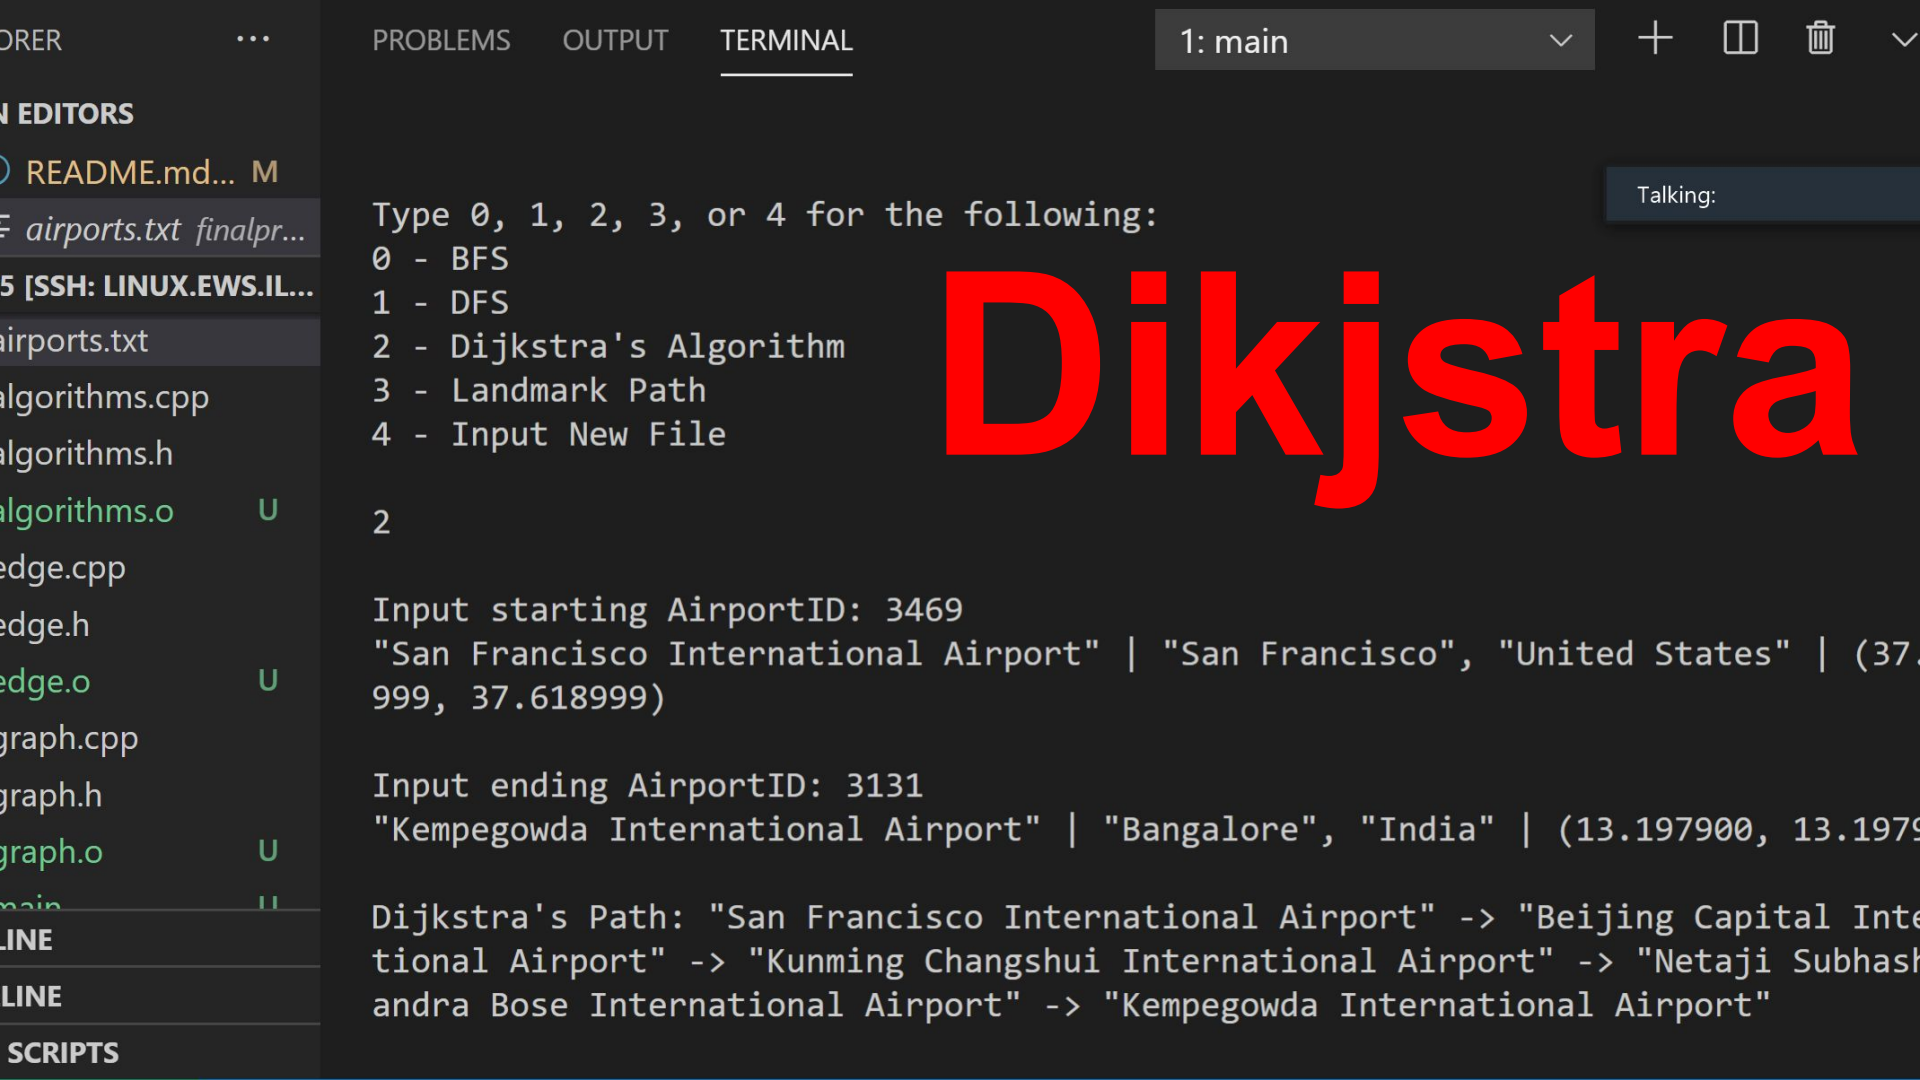 ORER
PROBLEMS OUTPUT TERMINAL
1: main
N EDITORS
README.md... M
airports.txt finalpr...
5 [SSH: LINUX.EWS.IL...
airports.txt
algorithms.cpp
algorithms.h
algorithms.o U
edge.cpp
edge.h
edge.o U
graph.cpp
graph.h
graph.o U
main U
LINE
LINE
SCRIPTS
Talking:
Dikjstra
Type 0, 1, 2, 3, or 4 for the following:
0 - BFS
1 - DFS
2 - Dijkstra's Algorithm
3 - Landmark Path
4 - Input New File
2
Input starting AirportID: 3469
"San Francisco International Airport" | "San Francisco", "United States" | (37.
999, 37.618999)
Input ending AirportID: 3131
"Kempegowda International Airport" | "Bangalore", "India" | (13.197900, 13.1979
Dijkstra's Path: "San Francisco International Airport" -> "Beijing Capital Inte
tional Airport" -> "Kunming Changshui International Airport" -> "Netaji Subhash
andra Bose International Airport" -> "Kempegowda International Airport"